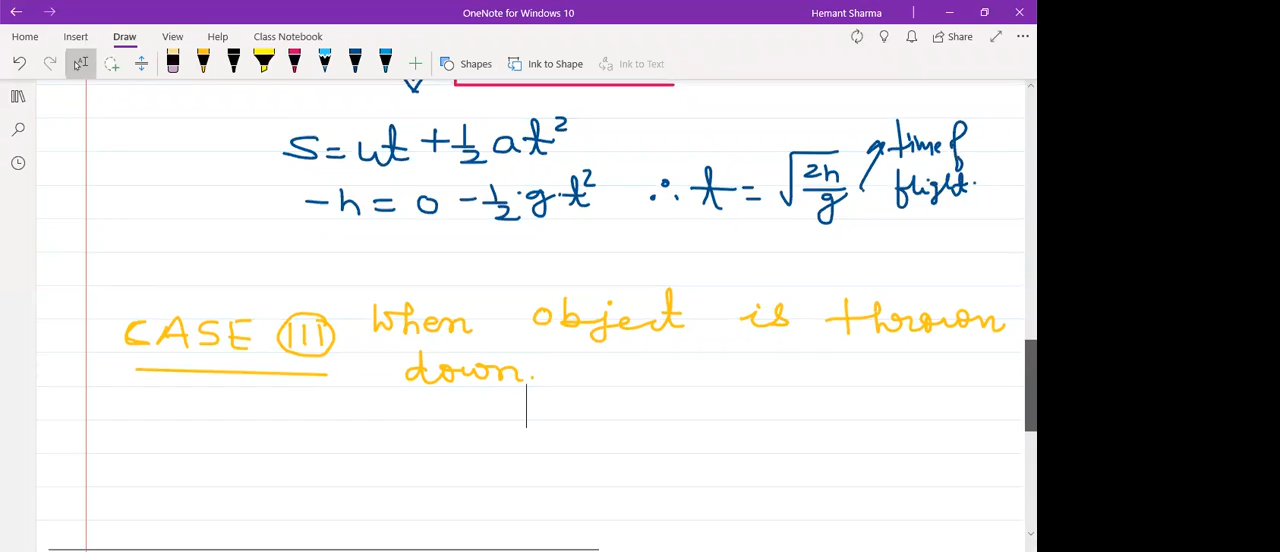 OneNote for Windows 10
Hemant Sharma
Home Insert Draw View Help Class Notebook Share
Shapes Ink to Shape Ink to Text
S = ut + 1/2 at²
-h = 0 - 1/2 · g · t² ∴ t = √(2h/g)
time of
flight.
CASE III When object is thrown
down.